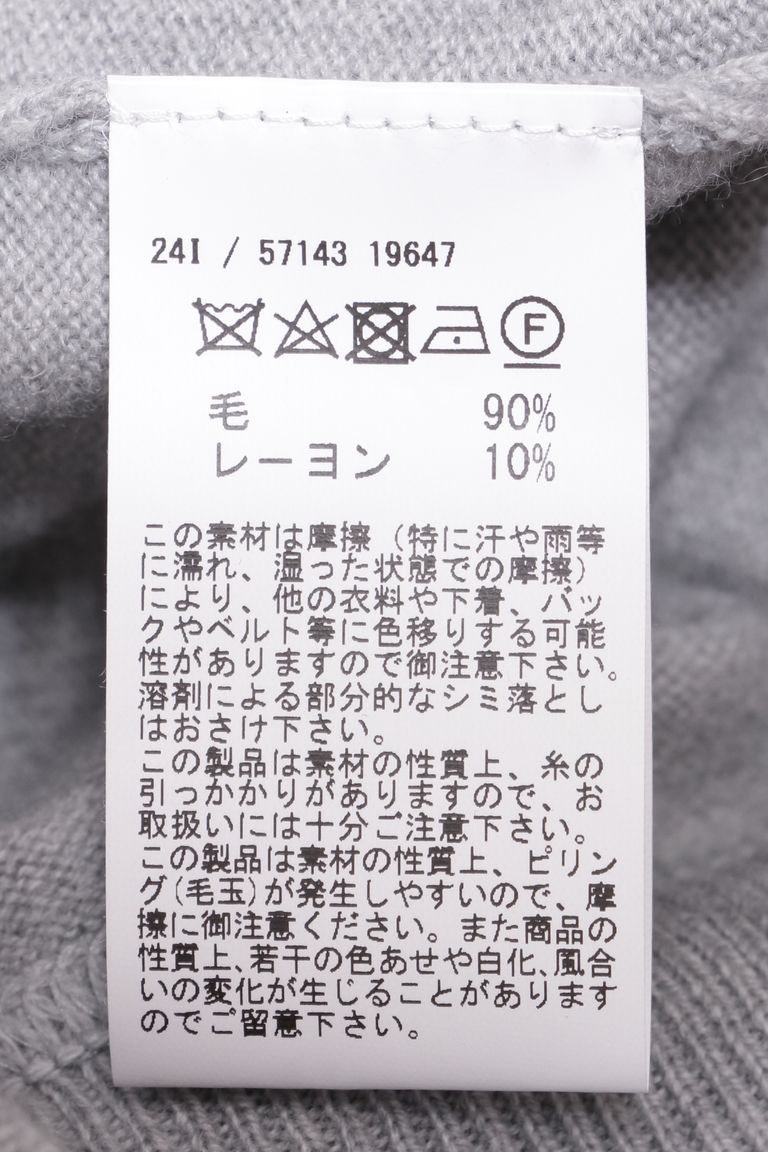 24I / 57143 19647
F
毛 90%
レーヨン 10%
この素材は摩擦（特に汗や雨等
に濡れ、湿った状態での摩擦）
により、他の衣料や下着、バッ
クやベルト等に色移りする可能
性がありますので御注意下さい。
溶剤による部分的なシミ落とし
はおさけ下さい。
この製品は素材の性質上、糸の
引っかかりがありますので、お
取扱いには十分ご注意下さい。
この製品は素材の性質上、ピリン
グ(毛玉)が発生しやすいので、摩
擦に御注意ください。また商品の
性質上、若干の色あせや白化、風合
いの変化が生じることがあります
のでご留意下さい。